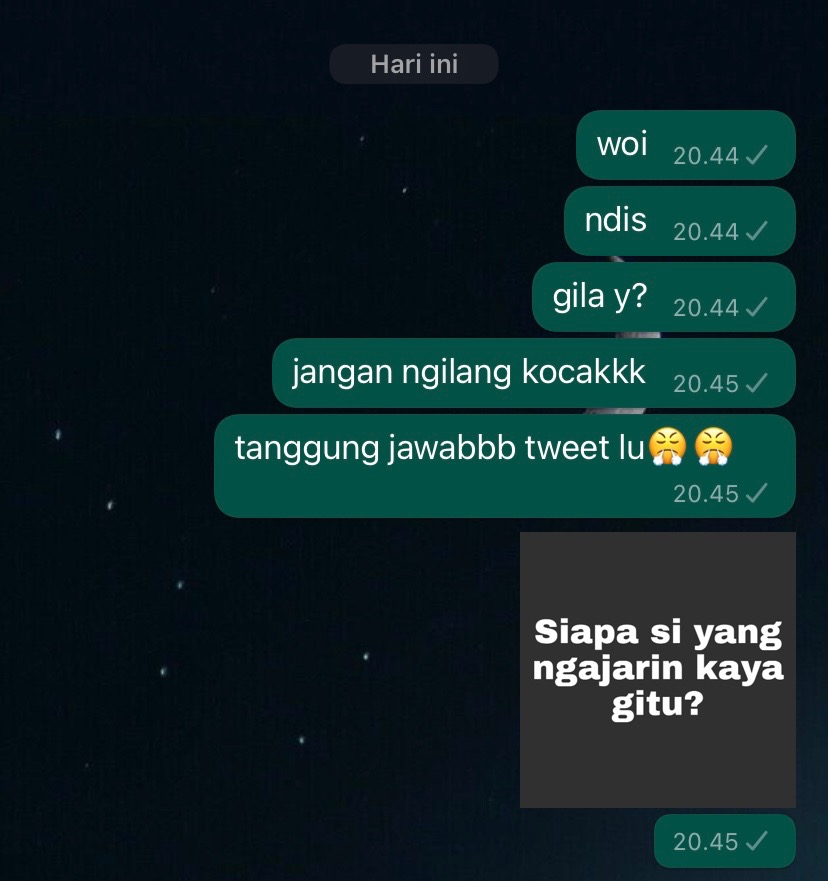 Hari ini
woi 20.44
ndis 20.44
gila y? 20.44
jangan ngilang kocakkk 20.45
tanggung jawabbb tweet lu😤😤
20.45
Siapa si yang
ngajarin kaya
gitu?
20.45